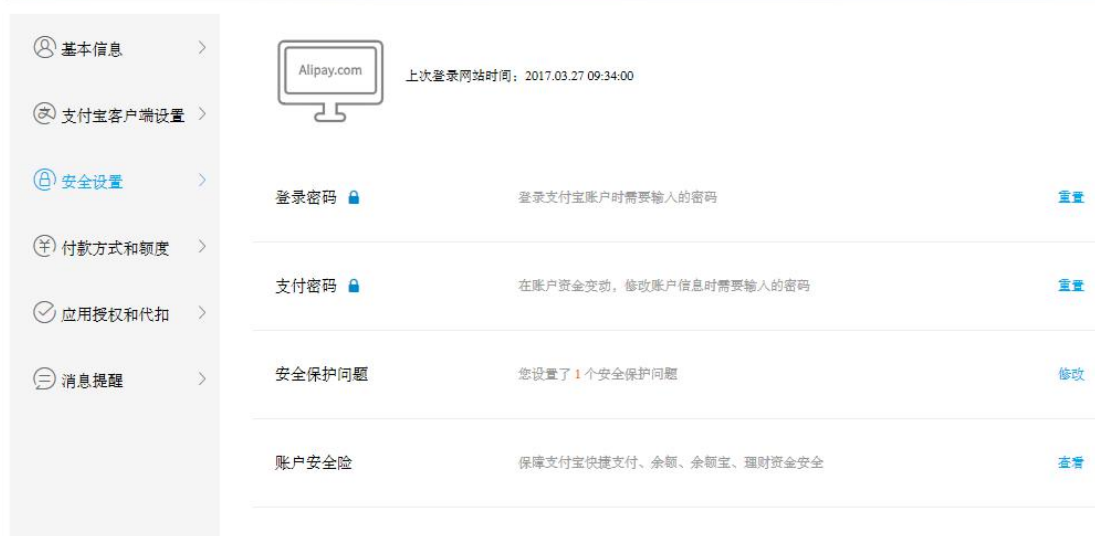 基本信息
支付宝客户端设置
安全设置
付款方式和额度
应用授权和代扣
消息提醒
Alipay.com
上次登录网站时间：2017.03.27 09:34:00
登录密码 登录支付宝账户时需要输入的密码 重置
支付密码 在账户资金变动，修改账户信息时需要输入的密码 重置
安全保护问题 您设置了 1 个安全保护问题 修改
账户安全险 保障支付宝快捷支付、余额、余额宝、理财资金安全 查看